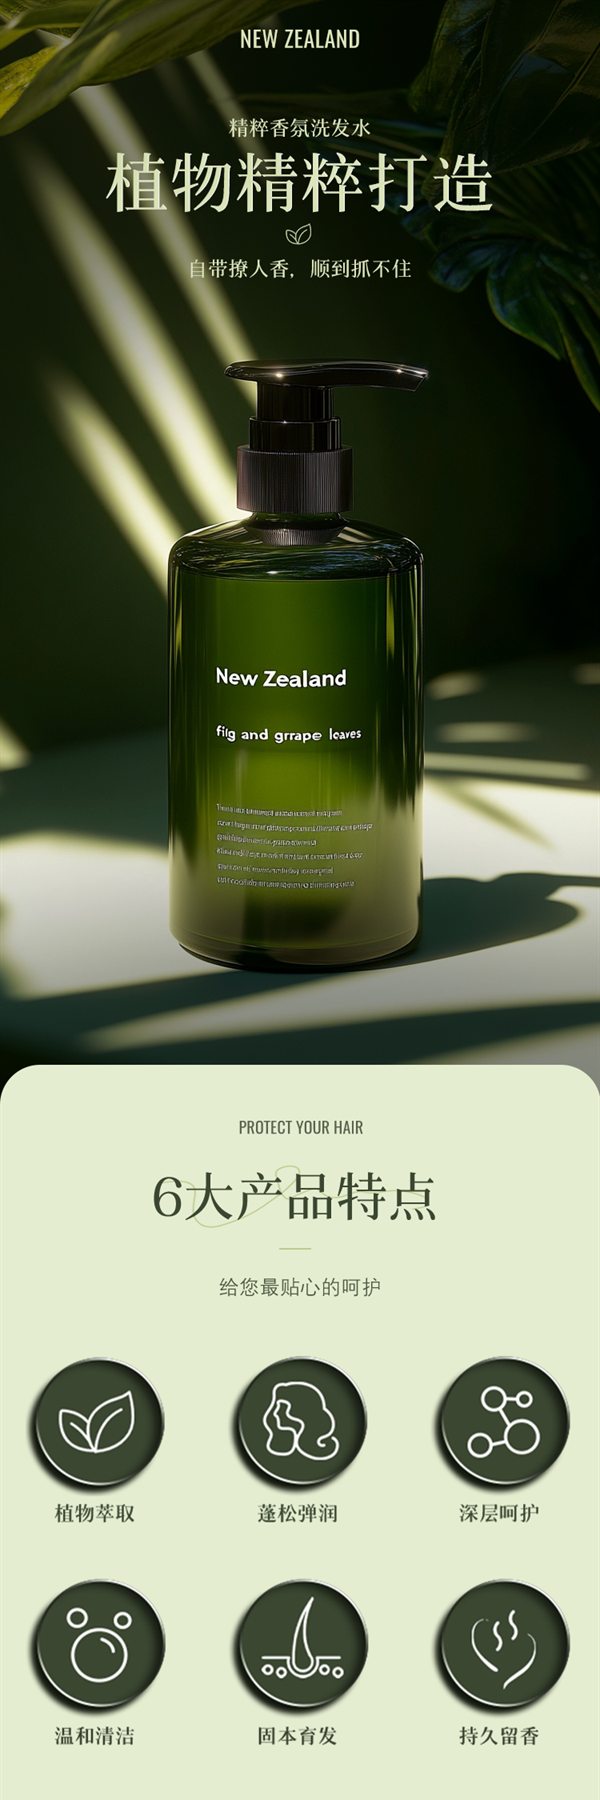 NEW ZEALAND
精粹香氛洗发水
植物精粹打造
自带撩人香，顺到抓不住
New Zealand
fiig and grrape leaves
PROTECT YOUR HAIR
6大产品特点
给您最贴心的呵护
植物萃取
蓬松弹润
深层呵护
温和清洁
固本育发
持久留香